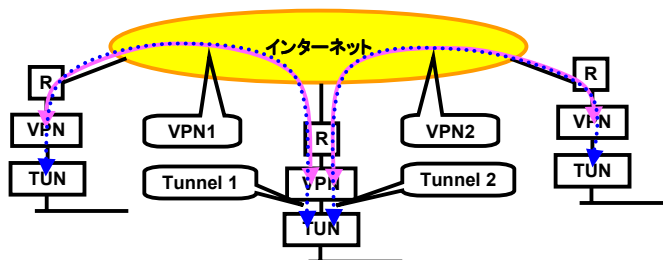 インターネット
R
R
VPN1
VPN2
VPN
R
VPN
TUN
Tunnel 1
VPN
Tunnel 2
TUN
TUN